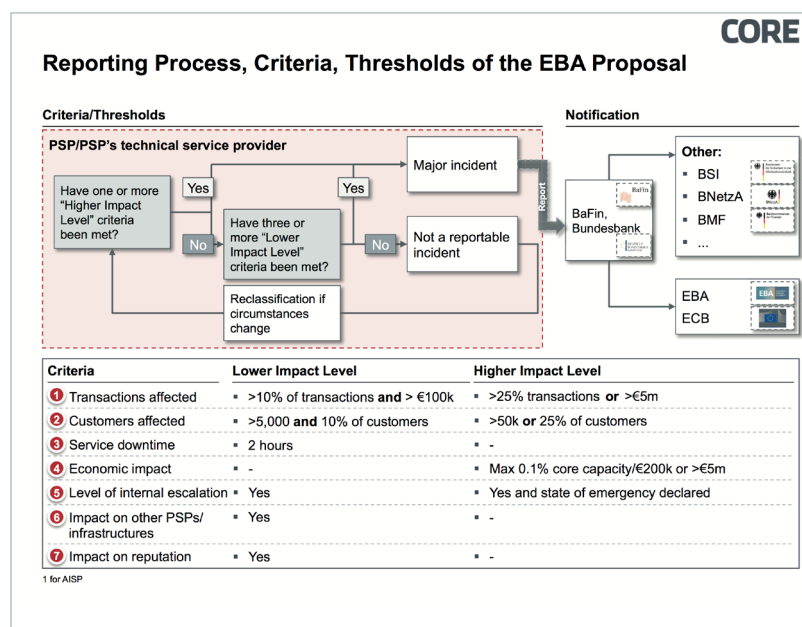 CORE
Reporting Process, Criteria, Thresholds of the EBA Proposal
Criteria/Thresholds
Notification
PSP/PSP's technical service provider
Have one or more
"Higher Impact
Level" criteria
been met?
Yes
No
Have three or
more "Lower
Impact Level"
criteria been met?
Yes
No
Major incident
Not a reportable
incident
Reclassification if
circumstances
change
Report
BaFin,
Bundesbank
BaFin
Other:
▪ BSI
▪ BNetzA
▪ BMF
▪ ...
EBA
ECB
EBA
Criteria Lower Impact Level Higher Impact Level
1 Transactions affected ▪ >10% of transactions and > €100k ▪ >25% transactions or >€5m
2 Customers affected ▪ >5,000 and 10% of customers ▪ >50k or 25% of customers
3 Service downtime ▪ 2 hours ▪ -
4 Economic impact ▪ - ▪ Max 0.1% core capacity/€200k or >€5m
5 Level of internal escalation ▪ Yes ▪ Yes and state of emergency declared
6 Impact on other PSPs/ ▪ Yes ▪ -
infrastructures
7 Impact on reputation ▪ Yes ▪ -
1 for AISP